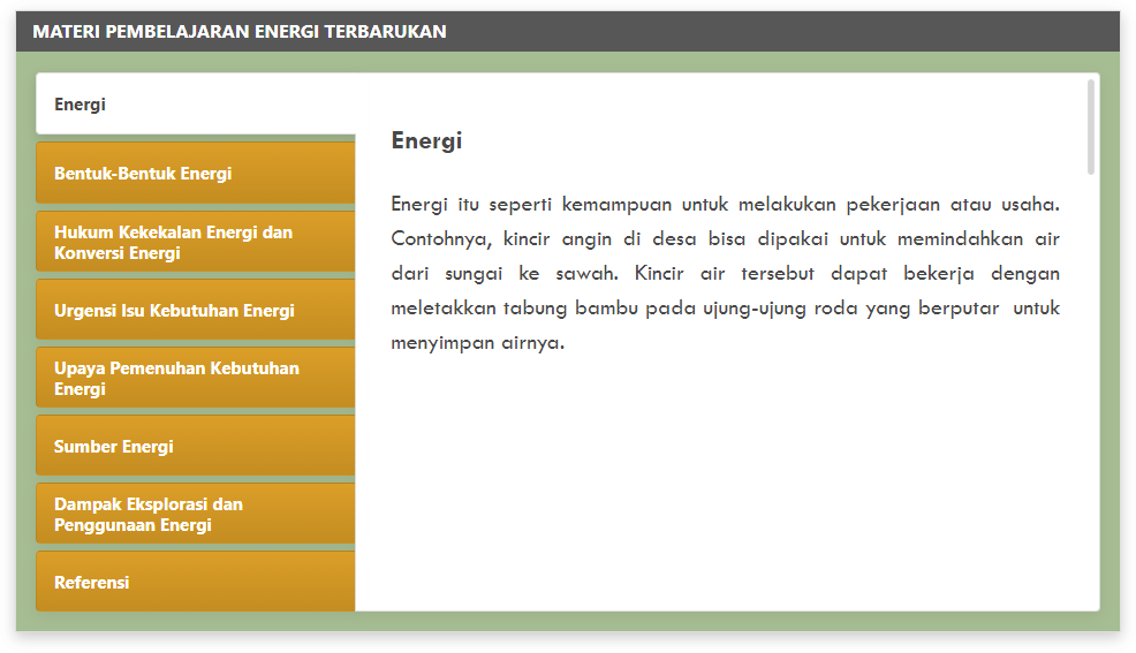 MATERI PEMBELAJARAN ENERGI TERBARUKAN
Energi
Bentuk-Bentuk Energi
Hukum Kekekalan Energi dan
Konversi Energi
Urgensi Isu Kebutuhan Energi
Upaya Pemenuhan Kebutuhan
Energi
Sumber Energi
Dampak Eksplorasi dan
Penggunaan Energi
Referensi
Energi
Energi itu seperti kemampuan untuk melakukan pekerjaan atau usaha.
Contohnya, kincir angin di desa bisa dipakai untuk memindahkan air
dari sungai ke sawah. Kincir air tersebut dapat bekerja dengan
meletakkan tabung bambu pada ujung-ujung roda yang berputar untuk
menyimpan airnya.